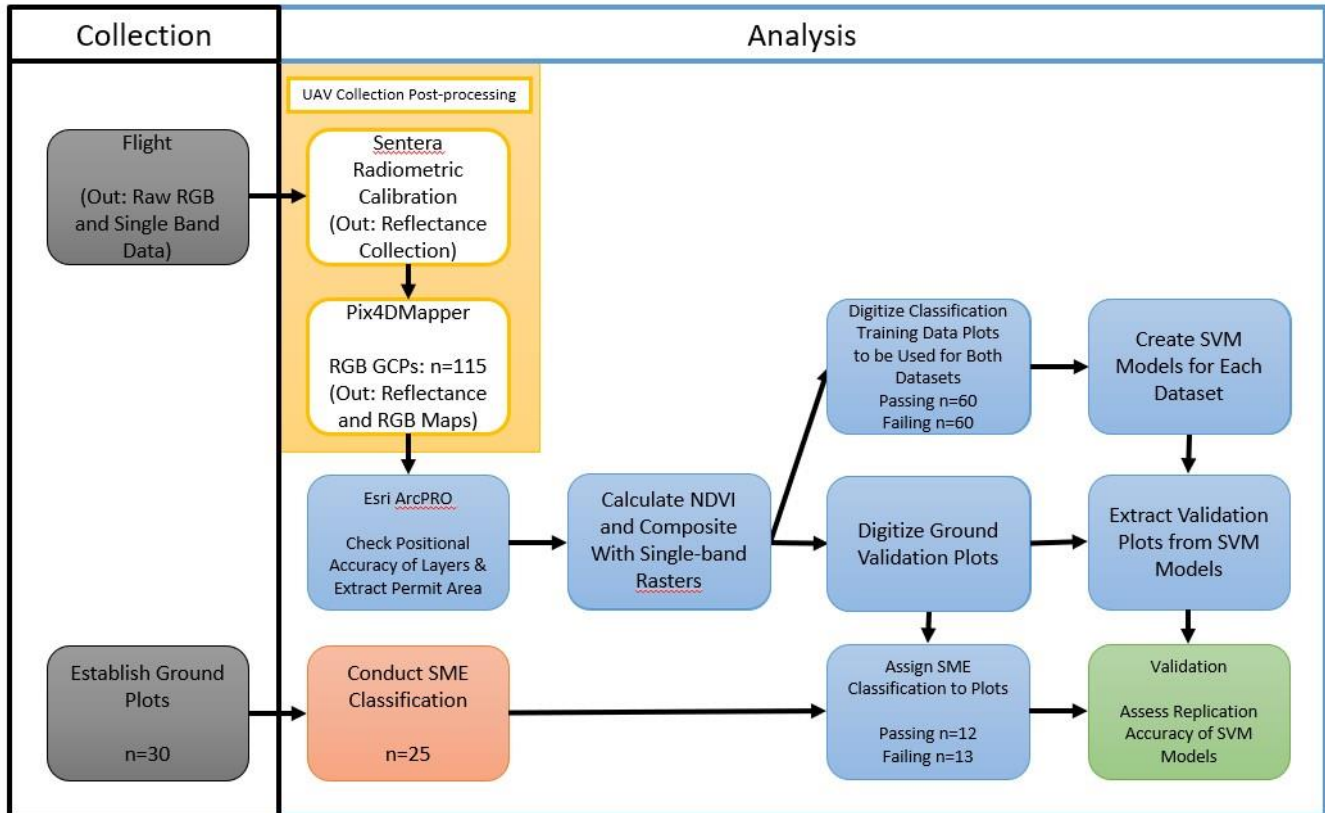 Collection
Analysis
UAV Collection Post-processing
Flight
(Out: Raw RGB
and Single Band
Data)
Sentera
Radiometric
Calibration
(Out: Reflectance
Collection)
Pix4DMapper
RGB GCPs: n=115
(Out: Reflectance
and RGB Maps)
Digitize Classification
Training Data Plots
to be Used for Both
Datasets
Passing n=60
Failing n=60
Create SVM
Models for Each
Dataset
Esri ArcPRO
Check Positional
Accuracy of Layers &
Extract Permit Area
Calculate NDVI
and Composite
With Single-band
Rasters
Digitize Ground
Validation Plots
Extract Validation
Plots from SVM
Models
Establish Ground
Plots
n=30
Conduct SME
Classification
n=25
Assign SME
Classification to Plots
Passing n=12
Failing n=13
Validation
Assess Replication
Accuracy of SVM
Models